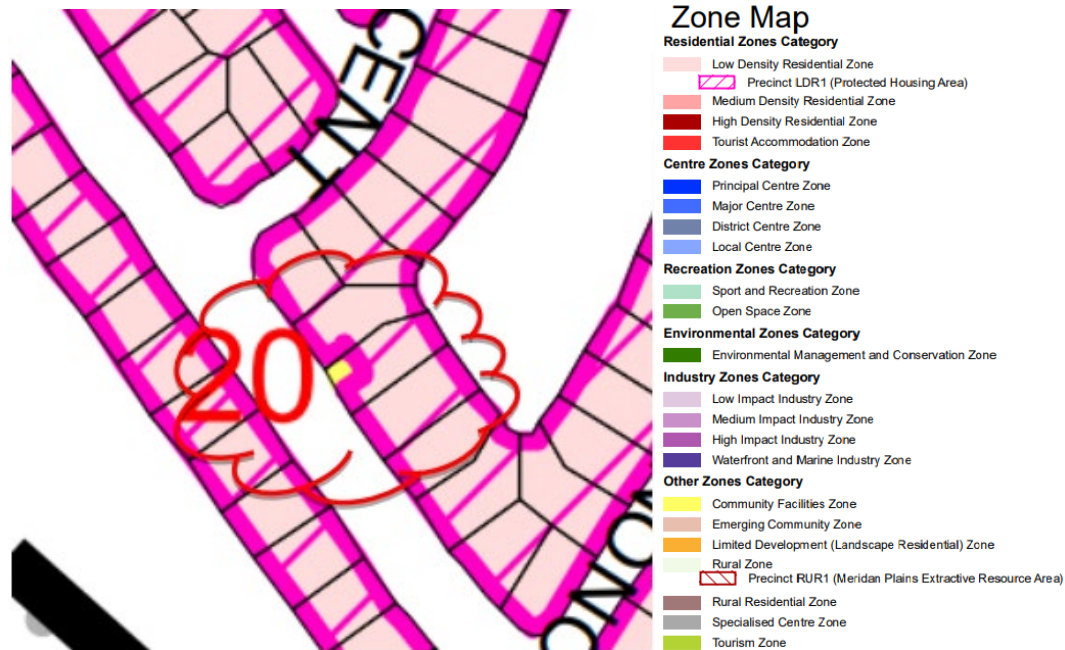 CENT
20
MONC
Zone Map
Residential Zones Category
Low Density Residential Zone
Precinct LDR1 (Protected Housing Area)
Medium Density Residential Zone
High Density Residential Zone
Tourist Accommodation Zone
Centre Zones Category
Principal Centre Zone
Major Centre Zone
District Centre Zone
Local Centre Zone
Recreation Zones Category
Sport and Recreation Zone
Open Space Zone
Environmental Zones Category
Environmental Management and Conservation Zone
Industry Zones Category
Low Impact Industry Zone
Medium Impact Industry Zone
High Impact Industry Zone
Waterfront and Marine Industry Zone
Other Zones Category
Community Facilities Zone
Emerging Community Zone
Limited Development (Landscape Residential) Zone
Rural Zone
Precinct RUR1 (Meridan Plains Extractive Resource Area)
Rural Residential Zone
Specialised Centre Zone
Tourism Zone